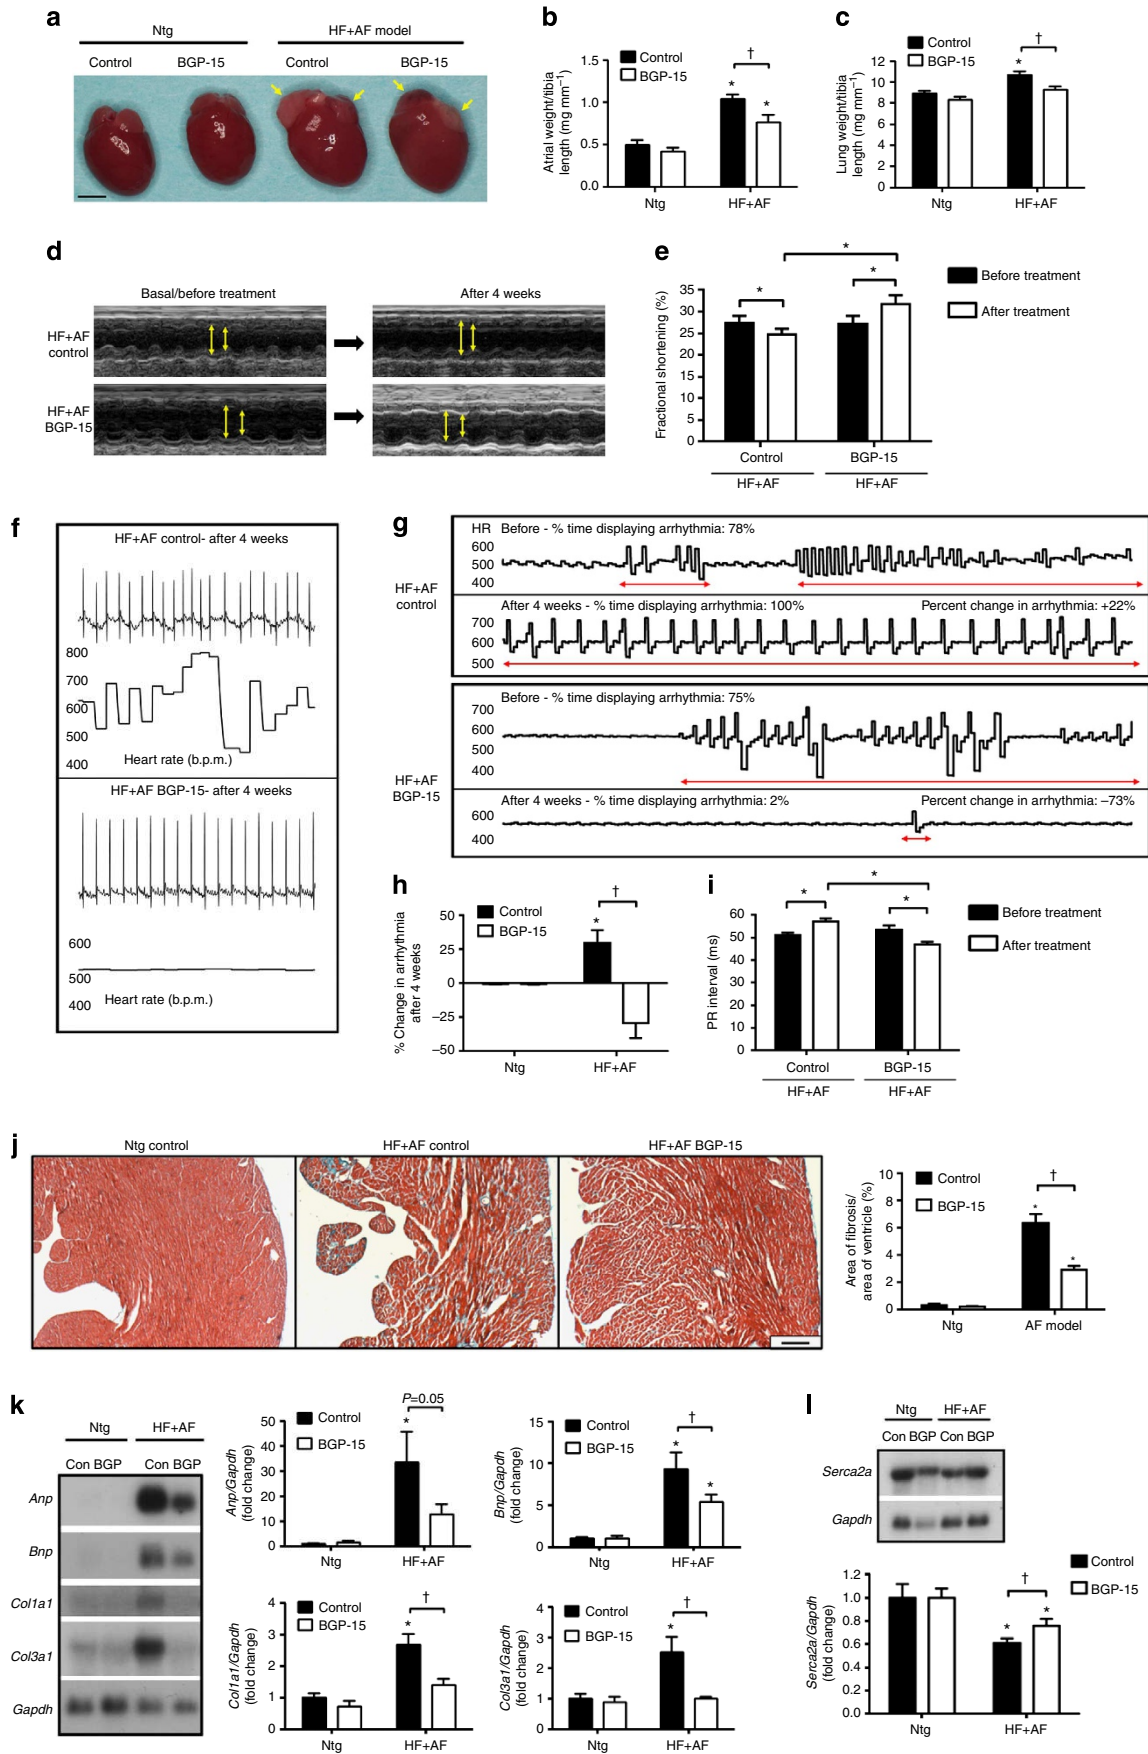 a
Ntg
HF+AF model
Control
BGP-15
Control
BGP-15
b
Control
BGP-15
†
1.5
1.0
0.5
0.0
*
*
Atrial weight/tibia
length (mg mm⁻¹)
Ntg
HF+AF
c
Control
BGP-15
†
12
10
8
6
4
2
0
*
Lung weight/tibia
length (mg mm⁻¹)
Ntg
HF+AF
d
Basal/before treatment
After 4 weeks
HF+AF
control
HF+AF
BGP-15
e
*
*
*
Before treatment
After treatment
35
30
25
20
15
10
5
0
Fractional shortening (%)
Control
BGP-15
HF+AF
HF+AF
f
HF+AF control- after 4 weeks
800
700
600
500
400
Heart rate (b.p.m.)
HF+AF BGP-15- after 4 weeks
600
500
400
Heart rate (b.p.m.)
g
HF+AF
control
HR
Before - % time displaying arrhythmia: 78%
600
500
400
After 4 weeks - % time displaying arrhythmia: 100%
Percent change in arrhythmia: +22%
700
600
500
HF+AF
BGP-15
Before - % time displaying arrhythmia: 75%
700
600
500
400
After 4 weeks - % time displaying arrhythmia: 2%
Percent change in arrhythmia: –73%
600
400
h
Control
BGP-15
†
*
50
25
0
–25
–50
% Change in arrhythmia
after 4 weeks
Ntg
HF+AF
i
*
*
*
Before treatment
After treatment
60
50
40
30
20
10
0
PR interval (ms)
Control
BGP-15
HF+AF
HF+AF
j
Ntg control
HF+AF control
HF+AF BGP-15
Control
BGP-15
†
*
*
10
8
6
4
2
0
Area of fibrosis/
area of ventricle (%)
Ntg
AF model
k
Ntg
HF+AF
Con BGP
Con BGP
Anp
Bnp
Col1a1
Col3a1
Gapdh
Control
BGP-15
P=0.05
*
50
40
30
20
10
0
Anp/Gapdh
(fold change)
Ntg
HF+AF
Control
BGP-15
†
*
*
15
10
5
0
Bnp/Gapdh
(fold change)
Ntg
HF+AF
Control
BGP-15
†
*
4
3
2
1
0
Col1a1/Gapdh
(fold change)
Ntg
HF+AF
Control
BGP-15
†
*
4
3
2
1
0
Col3a1/Gapdh
(fold change)
Ntg
HF+AF
l
Ntg
HF+AF
Con BGP Con BGP
Serca2a
Gapdh
Control
BGP-15
†
*
*
1.2
1.0
0.8
0.6
0.4
0.2
0.0
Serca2a/Gapdh
(fold change)
Ntg
HF+AF